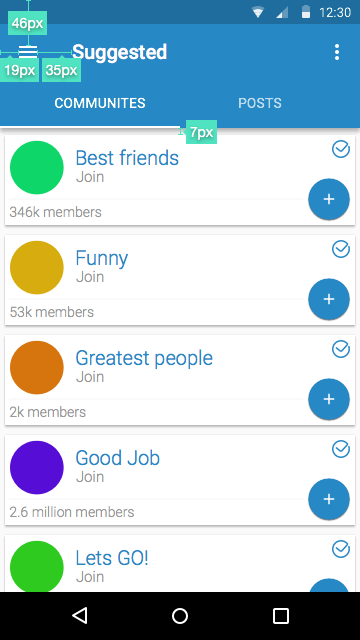 12:30
46px
Suggested
19px
35px
COMMUNITES
POSTS
7px
Best friends
Join
346k members
Funny
Join
53k members
Greatest people
Join
2k members
Good Job
Join
2.6 million members
Lets GO!
Join